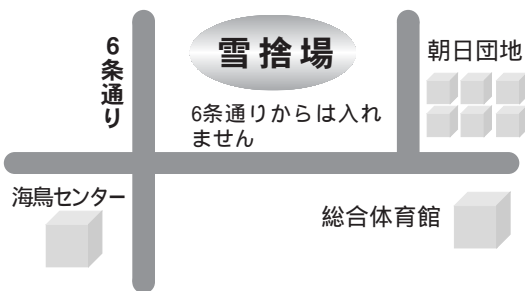 6条通り
雪捨場
6条通りからは入れ
ません
朝日団地
海鳥センター
総合体育館